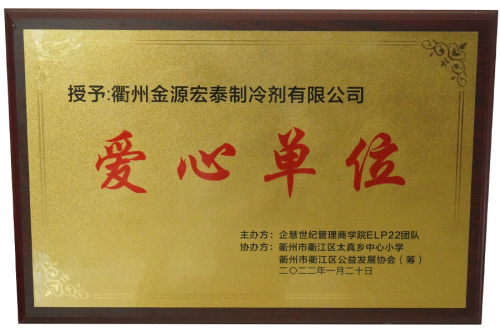 授予:衢州金源宏泰制冷剂有限公司
爱心单位
主办方：企慧世纪管理商学院ELP22团队
协办方：衢州市衢江区太真乡中心小学
衢州市衢江区公益发展协会（筹）
二〇二二年一月二十日